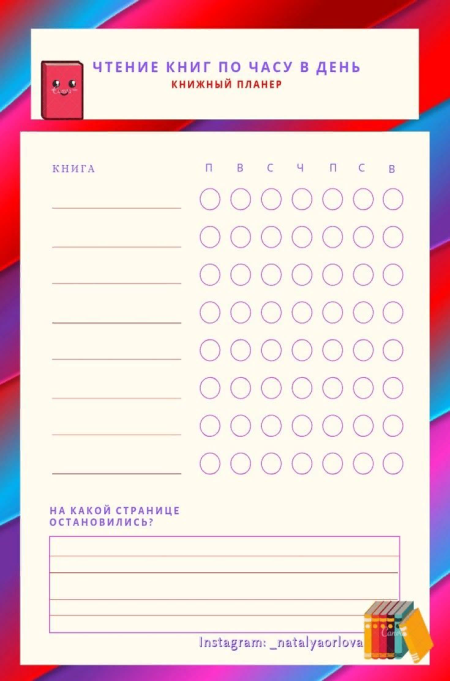 ЧТЕНИЕ КНИГ ПО ЧАСУ В ДЕНЬ
КНИЖНЫЙ ПЛАНЕР
КНИГА П В С Ч П С В
НА КАКОЙ СТРАНИЦЕ
ОСТАНОВИЛИСЬ?
Instagram: _natalyaorlova